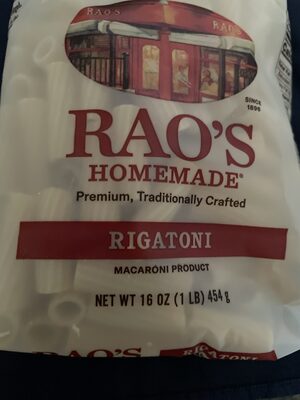 RAO'S
SINCE
1896
RAO'S
HOMEMADE®
Premium, Traditionally Crafted
RIGATONI
MACARONI PRODUCT
NET WT 16 OZ (1 LB) 454 g
RAO'S
RIGATONI